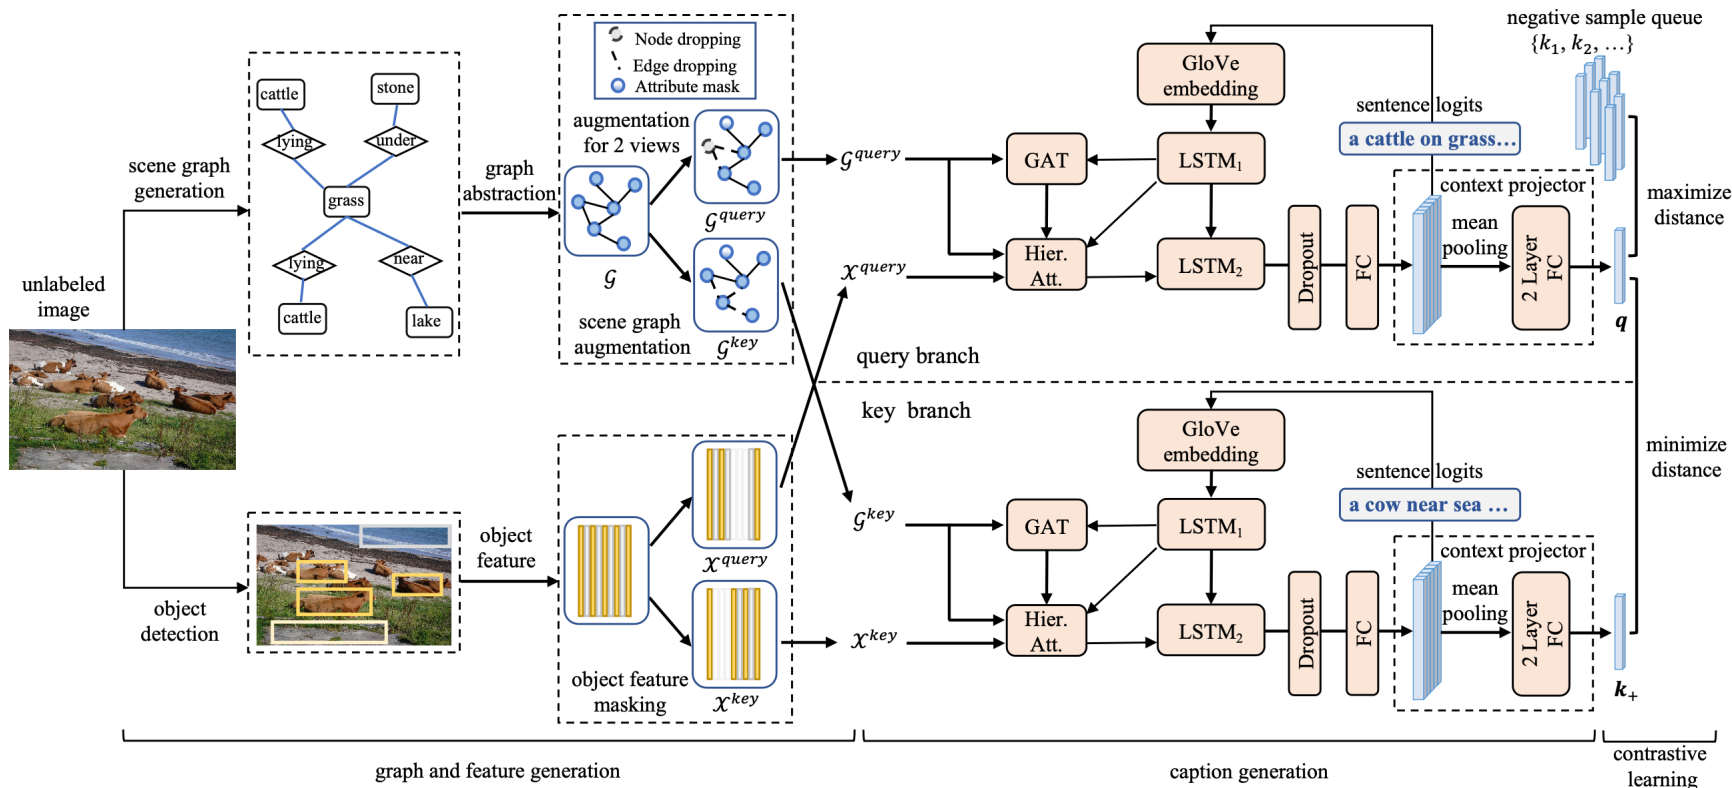 unlabeled
image
scene graph
generation
cattle
stone
lying
under
grass
lying
near
cattle
lake
graph
abstraction
Node dropping
Edge dropping
Attribute mask
augmentation
for 2 views
𝒢
𝒢^query
𝒢^key
scene graph
augmentation
object
detection
object
feature
𝒳^query
𝒳^key
object feature
masking
𝒢^query
𝒳^query
GloVe
embedding
GAT
LSTM₁
Hier.
Att.
LSTM₂
Dropout
FC
sentence logits
a cattle on grass…
context projector
mean
pooling
2 Layer
FC
negative sample queue
{k₁, k₂, …}
maximize
distance
q
query branch
key branch
𝒢^key
𝒳^key
GloVe
embedding
GAT
LSTM₁
Hier.
Att.
LSTM₂
Dropout
FC
sentence logits
a cow near sea …
context projector
mean
pooling
2 Layer
FC
minimize
distance
k₊
graph and feature generation
caption generation
contrastive
learning